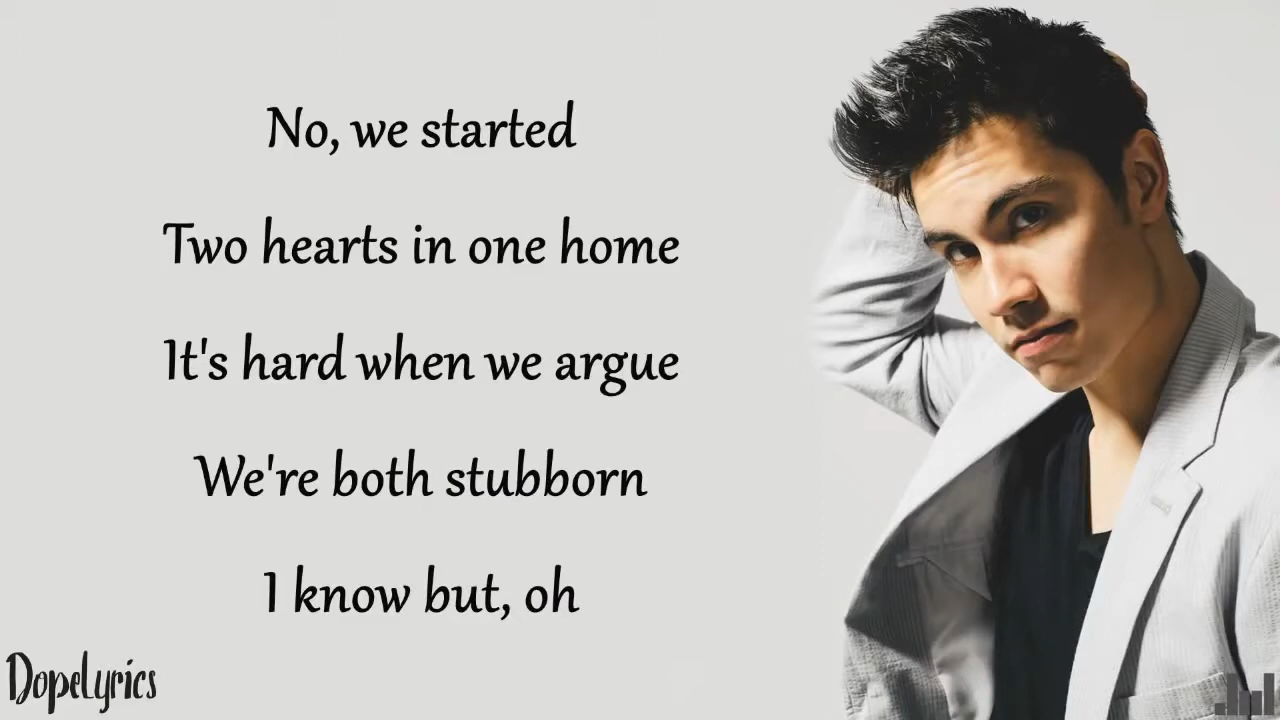 No, we started
Two hearts in one home
It's hard when we argue
We're both stubborn
I know but, oh
DopeLyrics